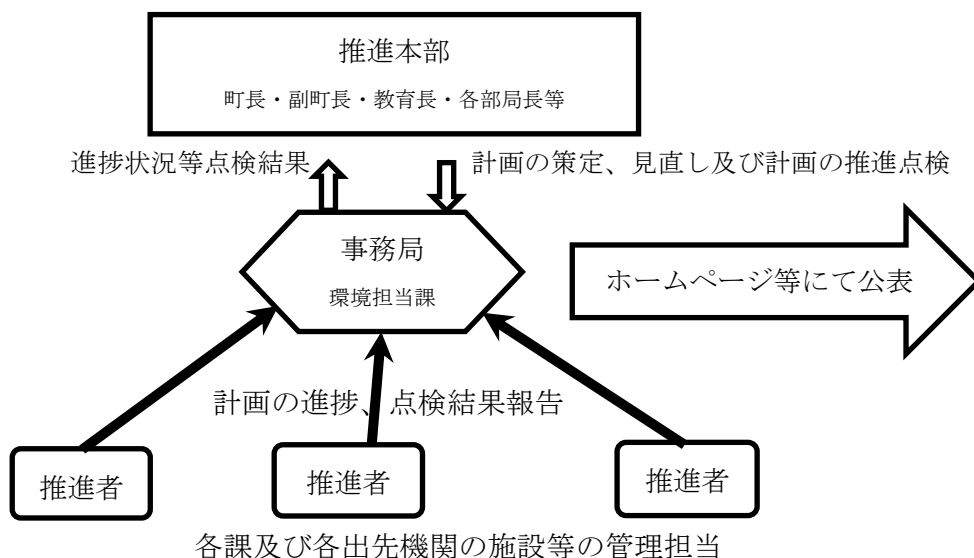 推進本部
町長・副町長・教育長・各部局長等
進捗状況等点検結果
計画の策定、見直し及び計画の推進点検
事務局
環境担当課
ホームページ等にて公表
計画の進捗、点検結果報告
推進者
推進者
推進者
各課及び各出先機関の施設等の管理担当